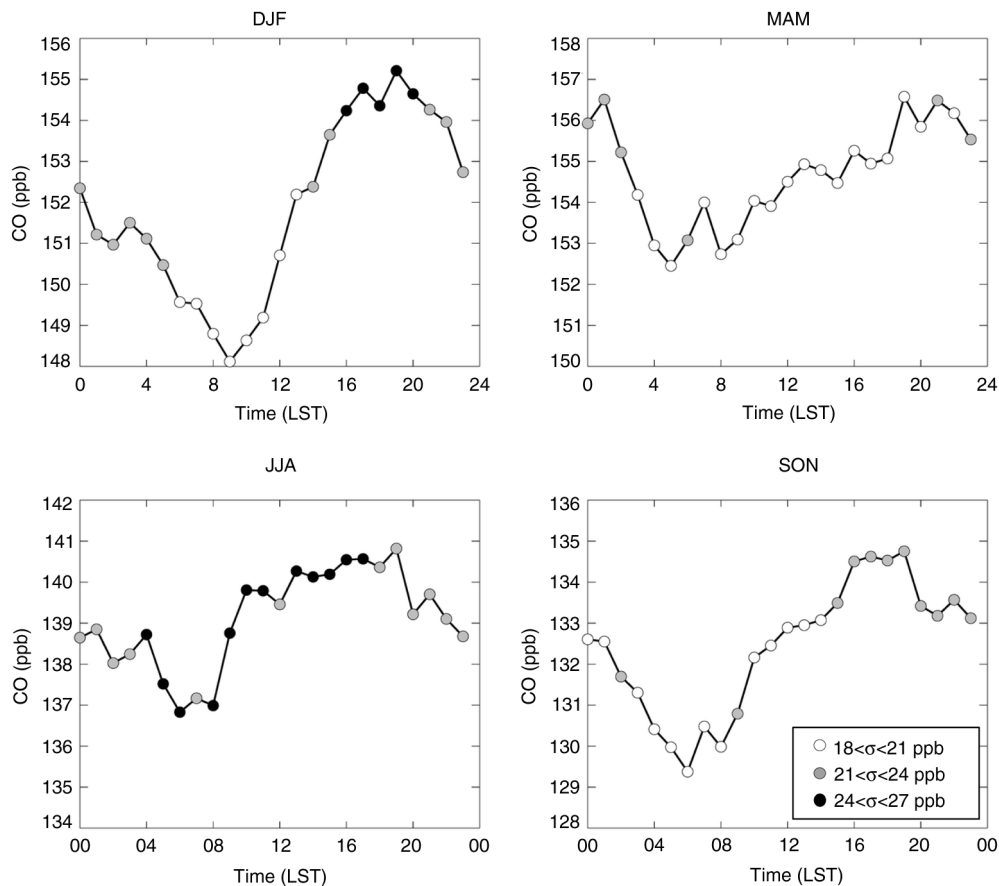 DJF
156
155
154
153
152
151
150
149
148
CO (ppb)
0 4 8 12 16 20 24
Time (LST)
MAM
158
157
156
155
154
153
152
151
150
CO (ppb)
0 4 8 12 16 20 24
Time (LST)
JJA
142
141
140
139
138
137
136
135
134
CO (ppb)
00 04 08 12 16 20 00
Time (LST)
SON
136
135
134
133
132
131
130
129
128
CO (ppb)
00 04 08 12 16 20 00
Time (LST)
18<σ<21 ppb
21<σ<24 ppb
24<σ<27 ppb